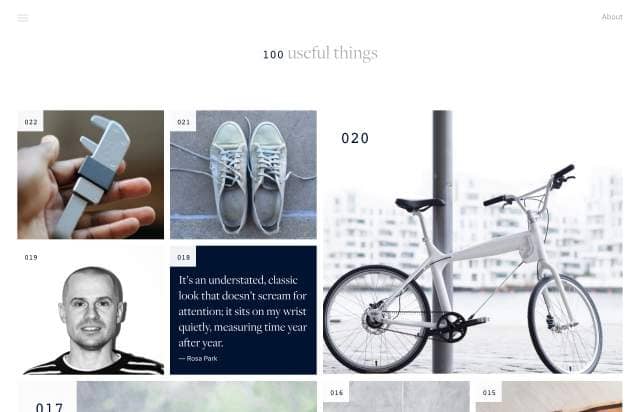 About
100 useful things
022
021
020
019
018
It's an understated, classic
look that doesn't scream for
attention; it sits on my wrist
quietly, measuring time year
after year.
— Rosa Park
017
016
015